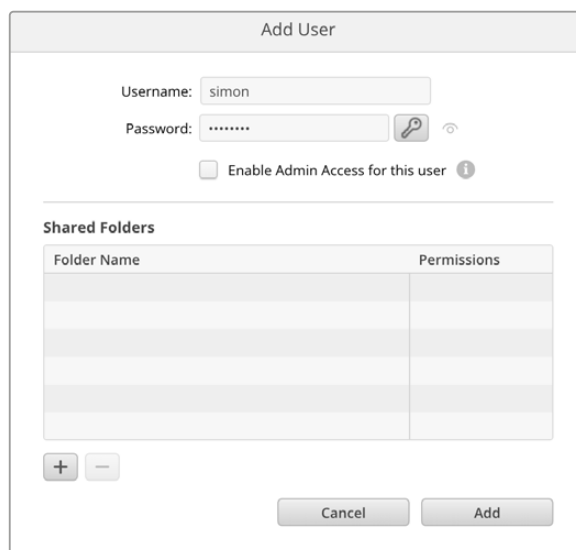 Add User
Username: simon
Password: ••••••••
Enable Admin Access for this user
Shared Folders
Folder Name Permissions
Cancel Add